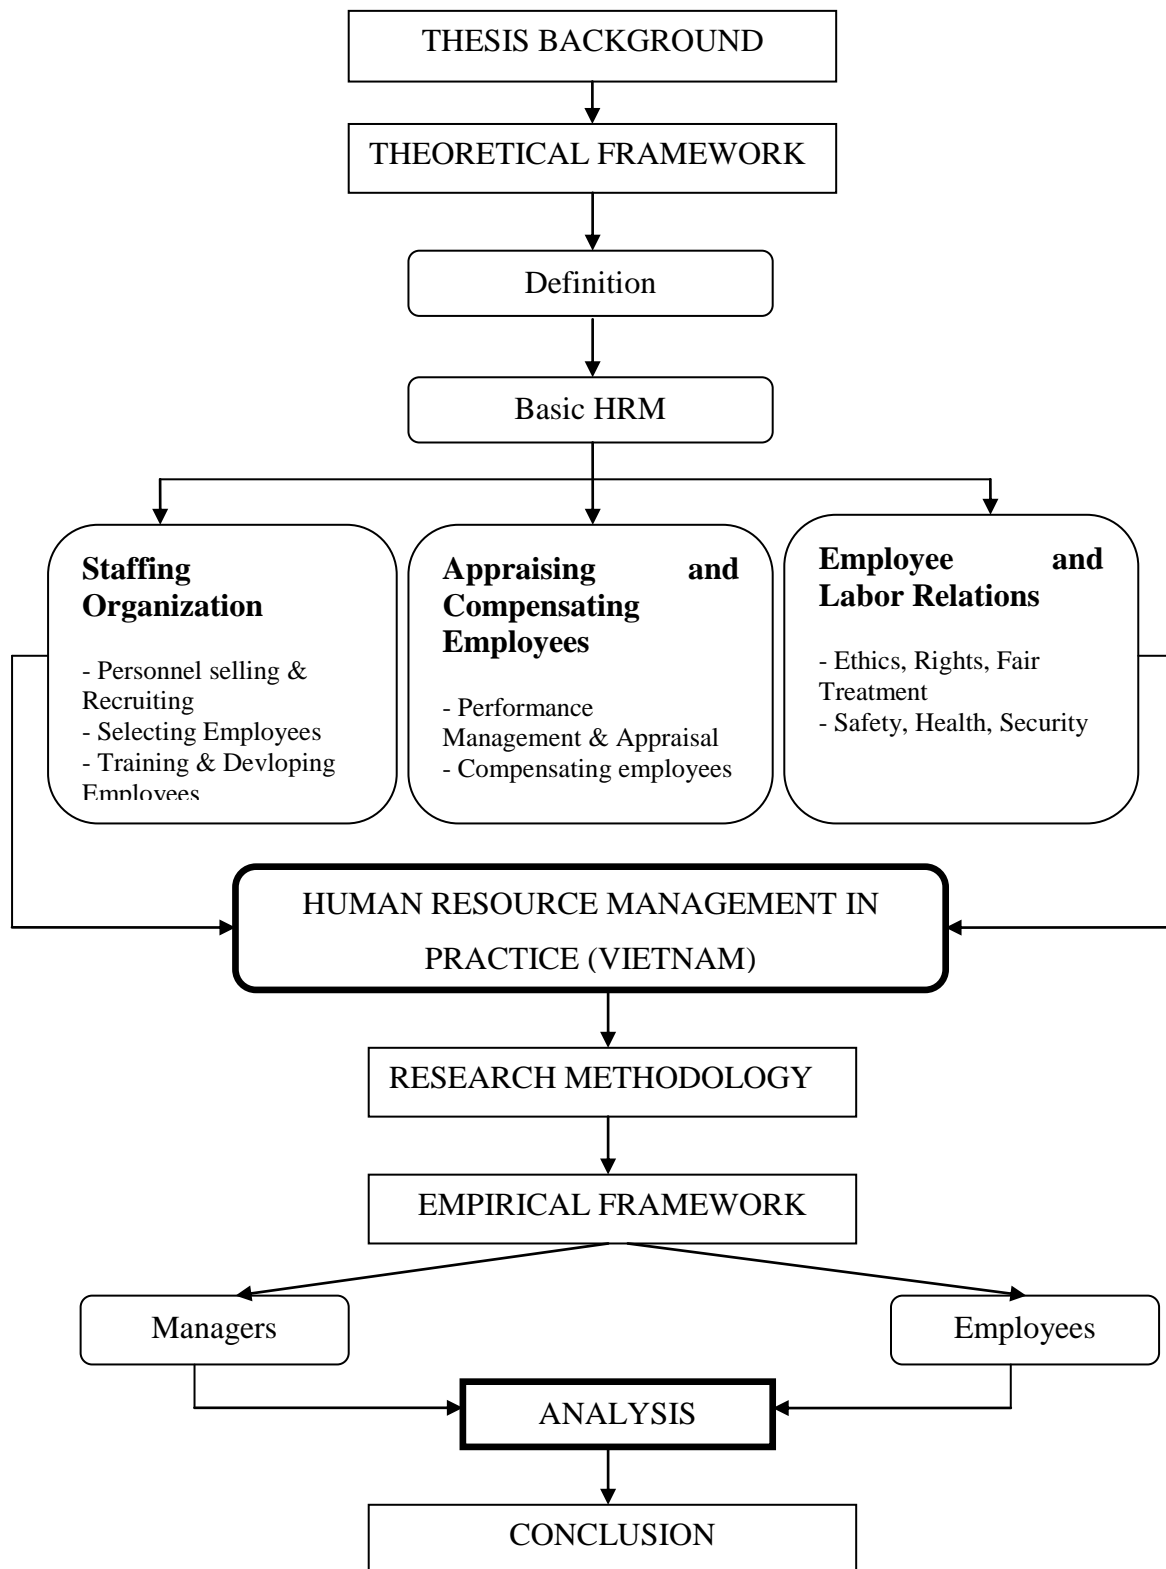 THESIS BACKGROUND
THEORETICAL FRAMEWORK
Definition
Basic HRM
Staffing
Organization
- Personnel selling &
Recruiting
- Selecting Employees
- Training & Devloping
Employees
Appraising and
Compensating
Employees
- Performance
Management & Appraisal
- Compensating employees
Employee and
Labor Relations
- Ethics, Rights, Fair
Treatment
- Safety, Health, Security
HUMAN RESOURCE MANAGEMENT IN
PRACTICE (VIETNAM)
RESEARCH METHODOLOGY
EMPIRICAL FRAMEWORK
Managers
Employees
ANALYSIS
CONCLUSION